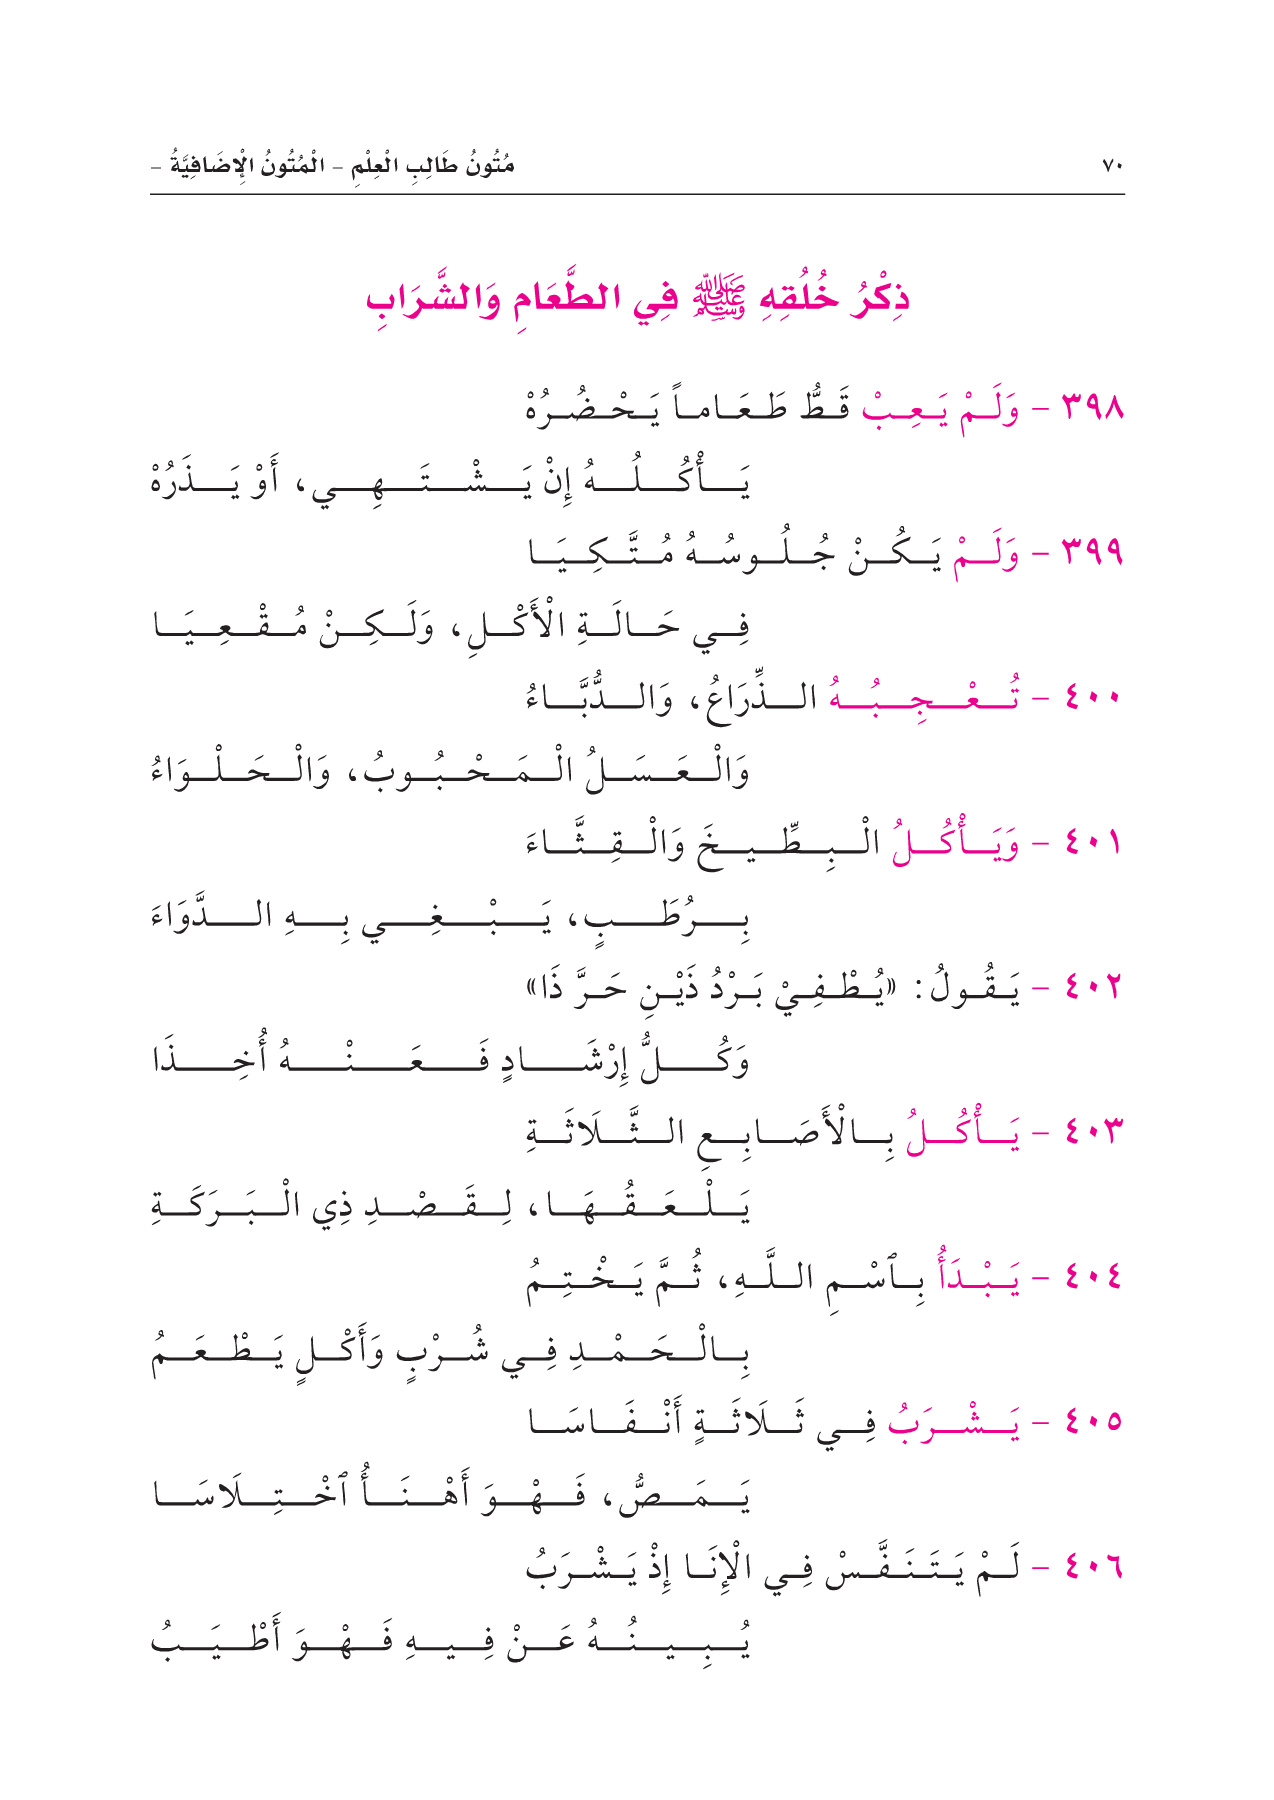 ٧٠ مُتُونُ طَالِبِ الْعِلْمِ – الْمُتُونُ الْإِضَافِيَّةُ –
ذِكْرُ خُلُقِهِ ﷺ فِي الطَّعَامِ وَالشَّرَابِ
٣٩٨ – وَلَمْ يَعِبْ قَطُّ طَعَاماً يَحْضُرُهْ
يَأْكُلُهُ إِنْ يَشْتَهِي، أَوْ يَذَرُهْ
٣٩٩ – وَلَمْ يَكُنْ جُلُوسُهُ مُتَّكِيَا
فِي حَالَةِ الْأَكْلِ، وَلَكِنْ مُقْعِيَا
٤٠٠ – تُعْجِبُهُ الذِّرَاعُ، وَالدُّبَّاءُ
وَالْعَسَلُ الْمَحْبُوبُ، وَالْحَلْوَاءُ
٤٠١ – وَيَأْكُلُ الْبِطِّيخَ وَالْقِثَّاءَ
بِرُطَبٍ، يَبْغِي بِهِ الدَّوَاءَ
٤٠٢ – يَقُولُ: «يُطْفِيْ بَرْدُ ذَيْنِ حَرَّ ذَا»
وَكُلُّ إِرْشَادٍ فَعَنْهُ أُخِذَا
٤٠٣ – يَأْكُلُ بِالْأَصَابِعِ الثَّلَاثَةِ
يَلْعَقُهَا، لِقَصْدِ ذِي الْبَرَكَةِ
٤٠٤ – يَبْدَأُ بِٱسْمِ اللَّهِ، ثُمَّ يَخْتِمُ
بِالْحَمْدِ فِي شُرْبٍ وَأَكْلٍ يَطْعَمُ
٤٠٥ – يَشْرَبُ فِي ثَلَاثَةٍ أَنْفَاسَا
يَمَصُّ، فَهْوَ أَهْنَأُ ٱخْتِلَاسَا
٤٠٦ – لَمْ يَتَنَفَّسْ فِي الْإِنَا إِذْ يَشْرَبُ
يُبِينُهُ عَنْ فِيهِ فَهْوَ أَطْيَبُ